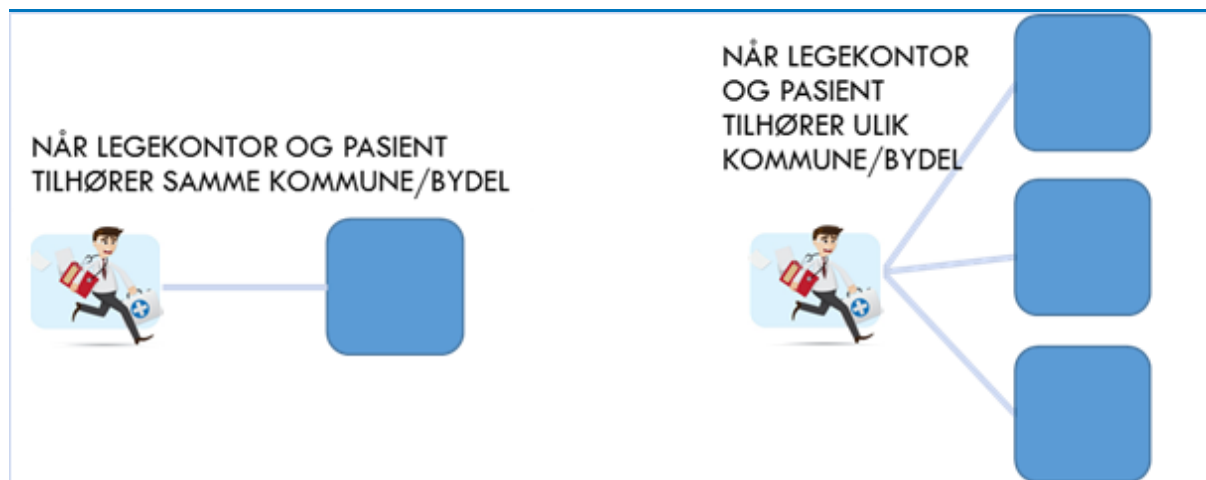 NÅR LEGEKONTOR OG PASIENT
TILHØRER SAMME KOMMUNE/BYDEL
NÅR LEGEKONTOR
OG PASIENT
TILHØRER ULIK
KOMMUNE/BYDEL